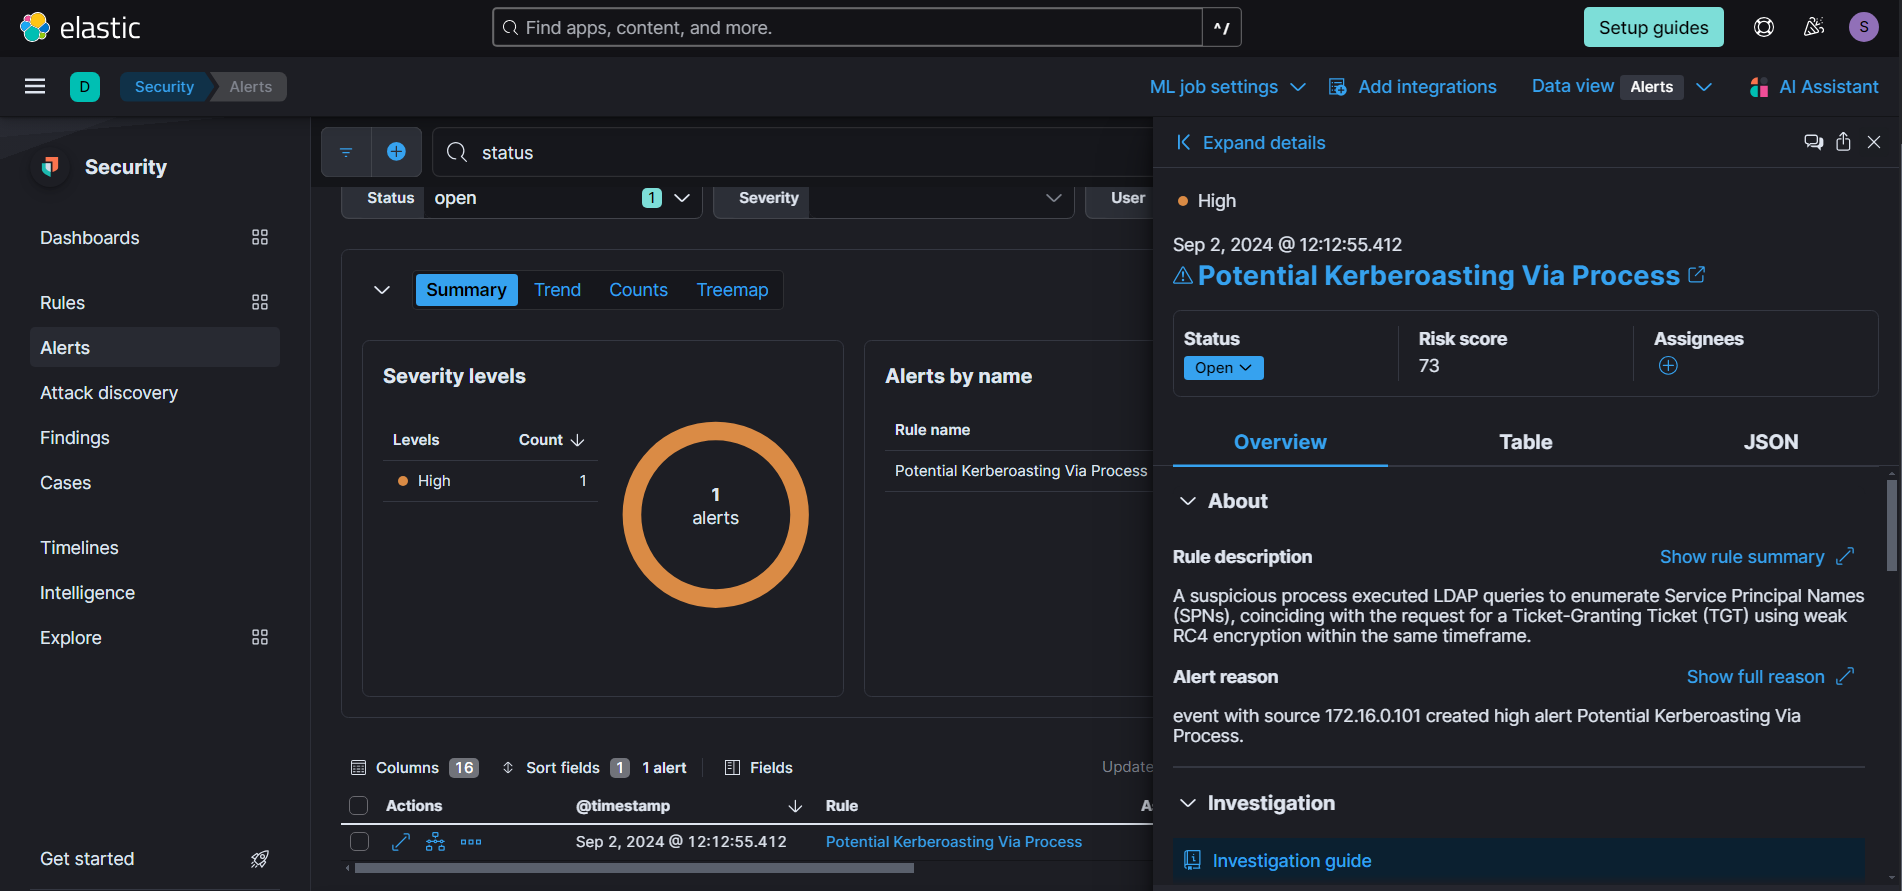 elastic
Find apps, content, and more.
^/
Setup guides
S
D
Security
Alerts
ML job settings
Add integrations
Data view Alerts
AI Assistant
Security
Dashboards
Rules
Alerts
Attack discovery
Findings
Cases
Timelines
Intelligence
Explore
Get started
status
Status open 1
Severity
User
Summary
Trend
Counts
Treemap
Severity levels
Levels Count
High 1
1
alerts
Alerts by name
Rule name
Potential Kerberoasting Via Process
Columns 16
Sort fields 1
1 alert
Fields
Update
Actions @timestamp Rule A
Sep 2, 2024 @ 12:12:55.412 Potential Kerberoasting Via Process
Expand details
High
Sep 2, 2024 @ 12:12:55.412
Potential Kerberoasting Via Process
Status Risk score Assignees
Open 73
Overview Table JSON
About
Rule description Show rule summary
A suspicious process executed LDAP queries to enumerate Service Principal Names
(SPNs), coinciding with the request for a Ticket-Granting Ticket (TGT) using weak
RC4 encryption within the same timeframe.
Alert reason Show full reason
event with source 172.16.0.101 created high alert Potential Kerberoasting Via
Process.
Investigation
Investigation guide